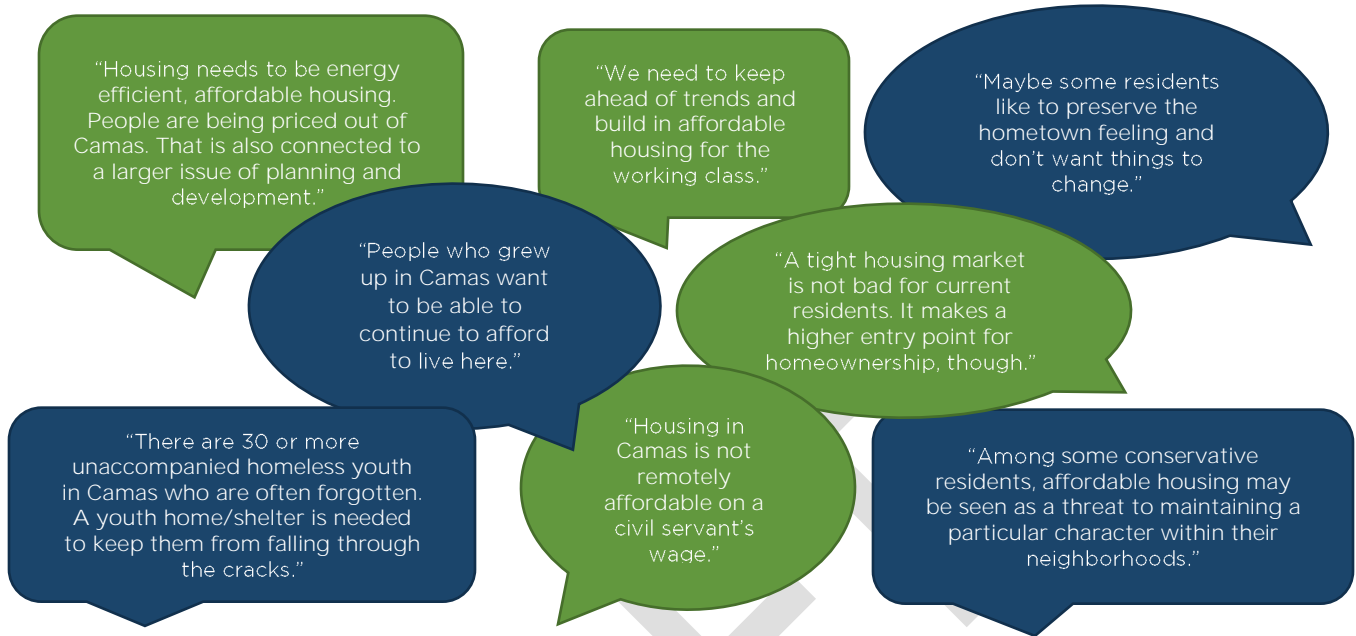 “Housing needs to be energy
efficient, affordable housing.
People are being priced out of
Camas. That is also connected to
a larger issue of planning and
development.”
“We need to keep
ahead of trends and
build in affordable
housing for the
working class.”
“Maybe some residents
like to preserve the
hometown feeling and
don’t want things to
change.”
“People who grew
up in Camas want
to be able to
continue to afford
to live here.”
“A tight housing market
is not bad for current
residents. It makes a
higher entry point for
homeownership, though.”
“There are 30 or more
unaccompanied homeless youth
in Camas who are often forgotten.
A youth home/shelter is needed
to keep them from falling through
the cracks.”
“Housing in
Camas is not
remotely
affordable on a
civil servant’s
wage.”
“Among some conservative
residents, affordable housing may
be seen as a threat to maintaining a
particular character within their
neighborhoods.”